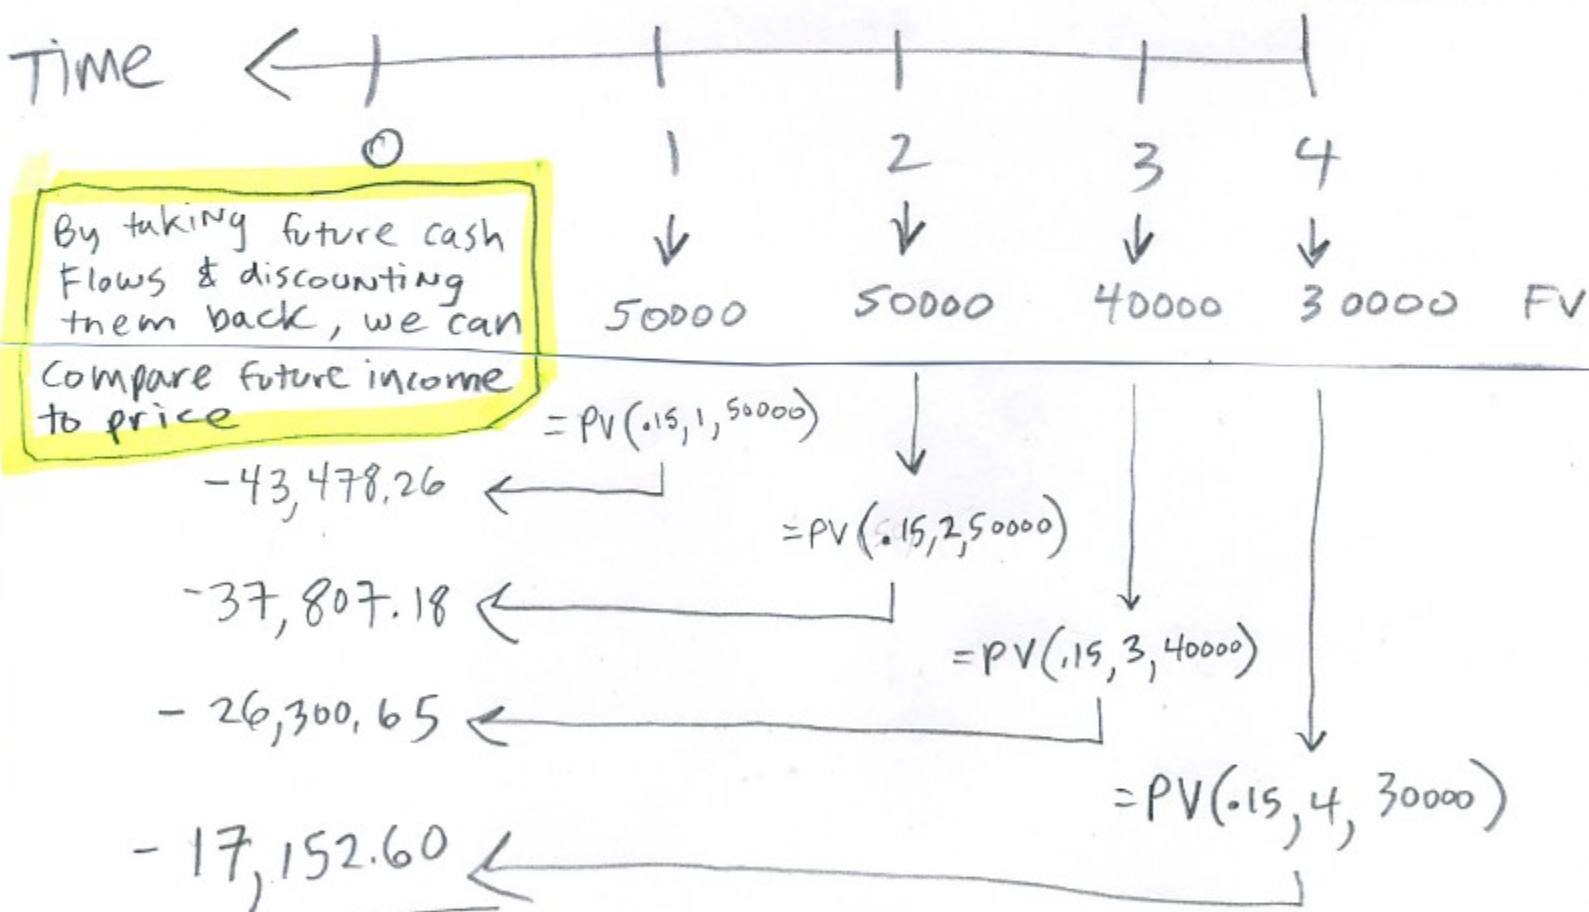 Time
0 1 2 3 4
By taking future cash
Flows & discounting
them back, we can
Compare future income
to price
50000 50000 40000 30000 FV
=PV(.15,1,50000)
-43,478.26
=PV(.15,2,50000)
-37,807.18
=PV(.15,3,40000)
- 26,300.65
=PV(.15,4,30000)
- 17,152.60